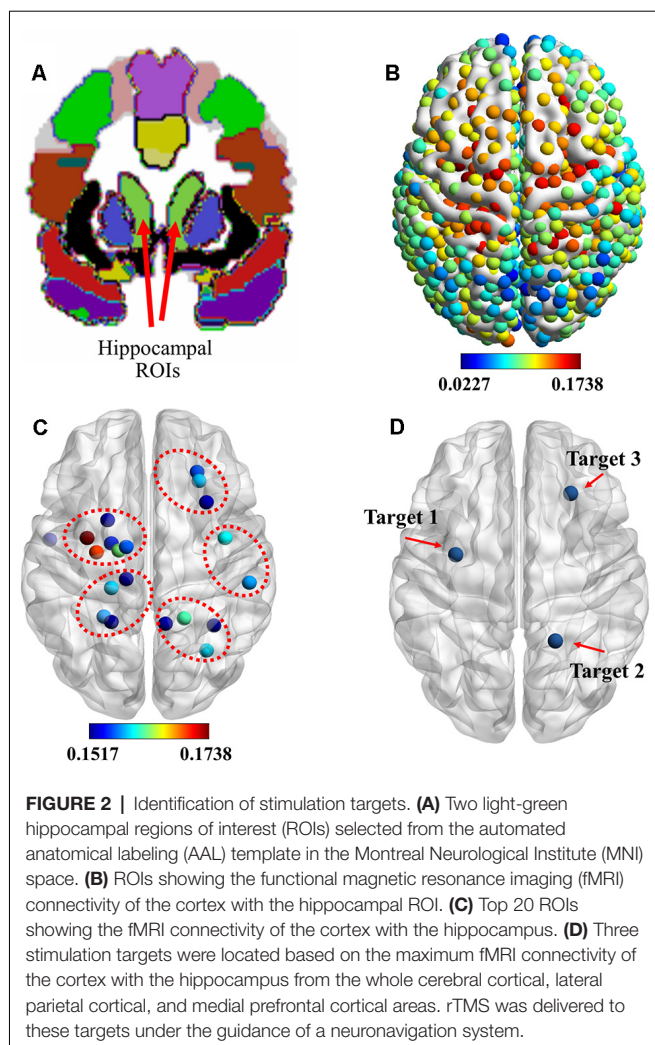 A
B
Hippocampal
ROIs
0.0227
0.1738
C
D
Target 3
Target 1
Target 2
0.1517
0.1738
FIGURE 2 | Identification of stimulation targets. (A) Two light-green
hippocampal regions of interest (ROIs) selected from the automated
anatomical labeling (AAL) template in the Montreal Neurological Institute (MNI)
space. (B) ROIs showing the functional magnetic resonance imaging (fMRI)
connectivity of the cortex with the hippocampal ROI. (C) Top 20 ROIs
showing the fMRI connectivity of the cortex with the hippocampus. (D) Three
stimulation targets were located based on the maximum fMRI connectivity of
the cortex with the hippocampus from the whole cerebral cortical, lateral
parietal cortical, and medial prefrontal cortical areas. rTMS was delivered to
these targets under the guidance of a neuronavigation system.